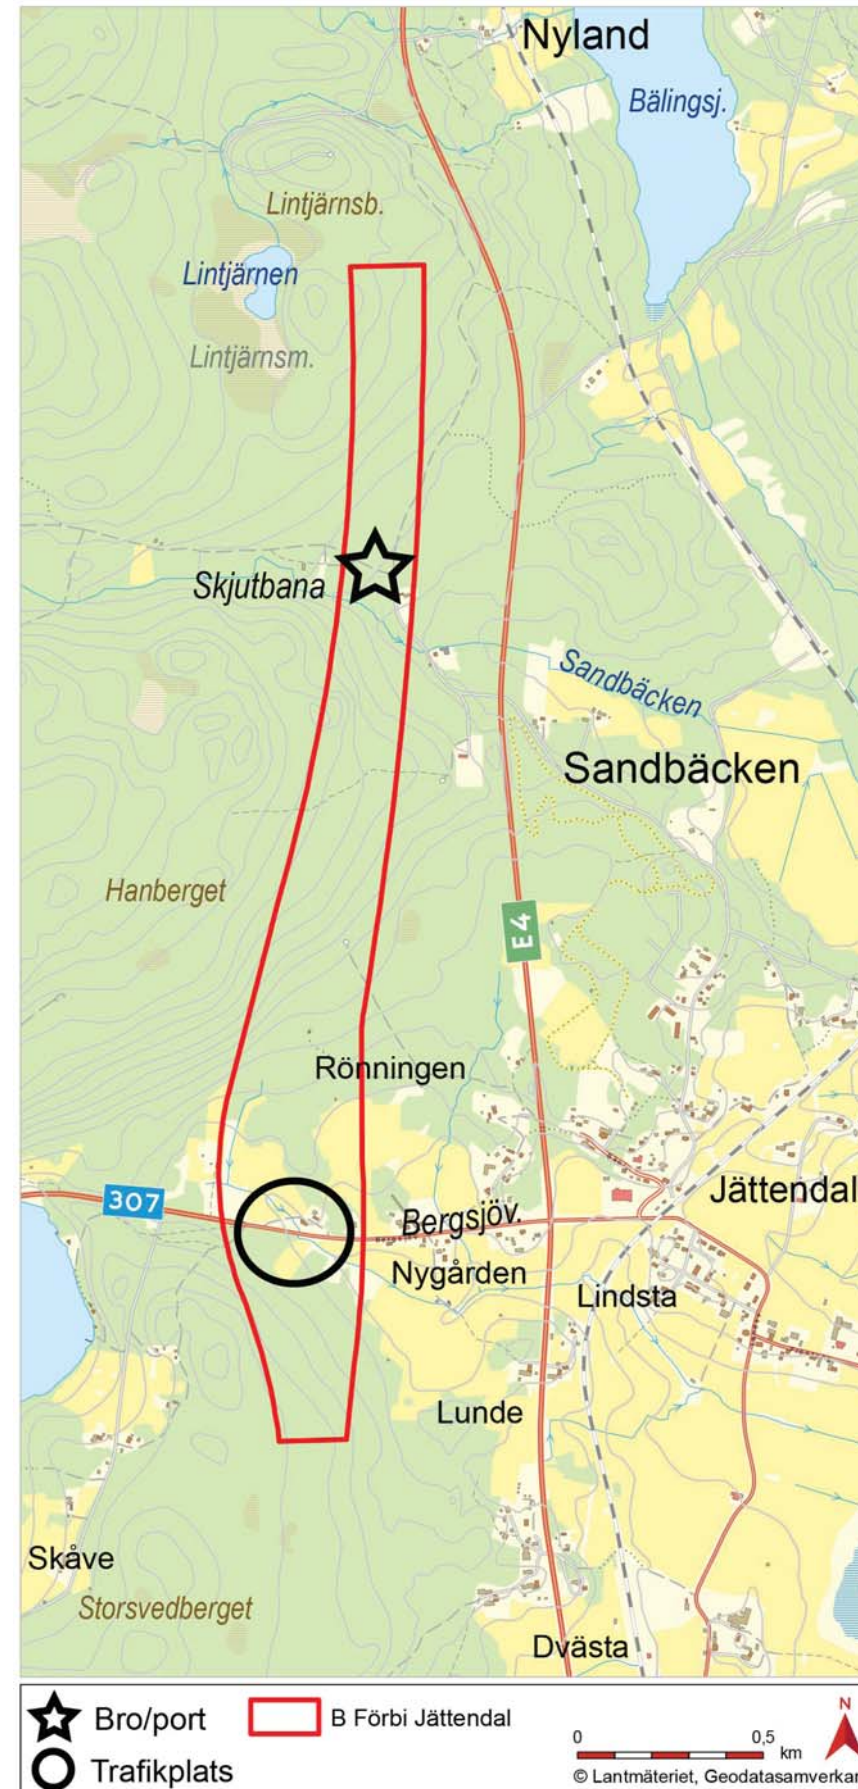 Nyland
Bälingsj.
Lintjärnsb.
Lintjärnen
Lintjärnsm.
Skjutbana
Sandbäcken
Sandbäcken
Hanberget
E4
Rönningen
307
Jättendal
Bergsjöv.
Nygården
Lindsta
Lunde
Skåve
Storsvedberget
Dvästa
Bro/port
B Förbi Jättendal
N
0 0,5
km
Trafikplats
© Lantmäteriet, Geodatasamverkan